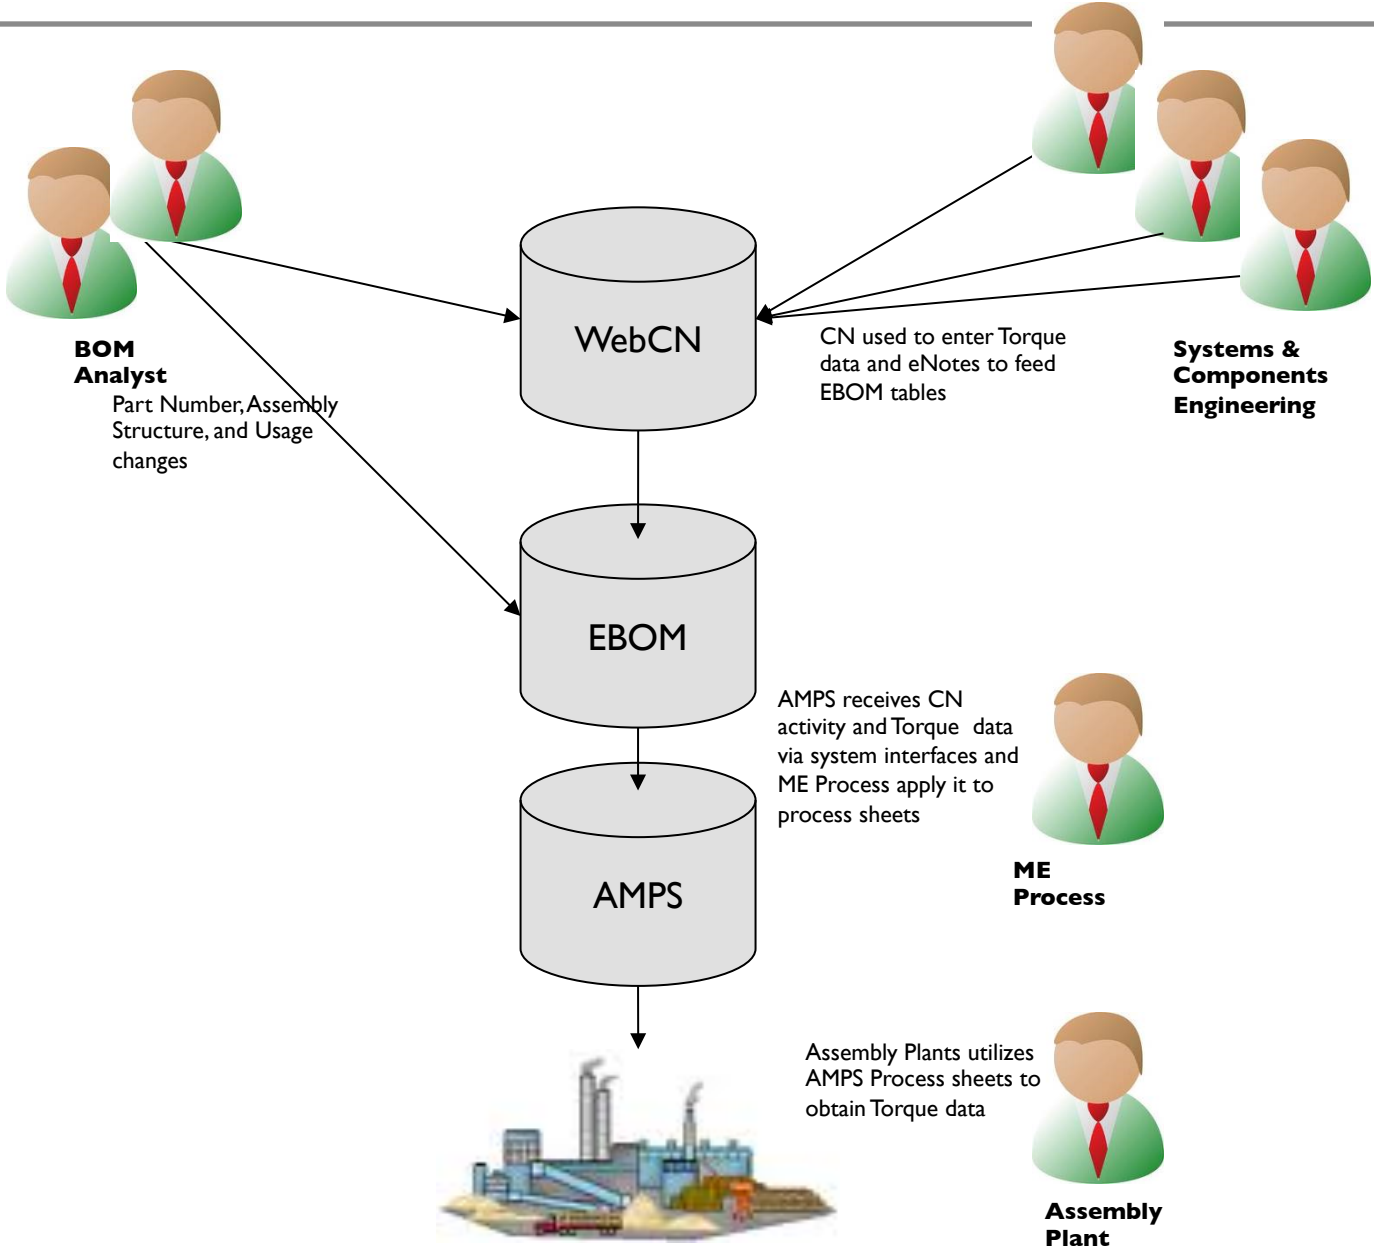 WebCN
BOM
Analyst
Part Number, Assembly
Structure, and Usage
changes
CN used to enter Torque
data and eNotes to feed
EBOM tables
Systems &
Components
Engineering
EBOM
AMPS receives CN
activity and Torque data
via system interfaces and
ME Process apply it to
process sheets
ME
Process
AMPS
Assembly Plants utilizes
AMPS Process sheets to
obtain Torque data
Assembly
Plant